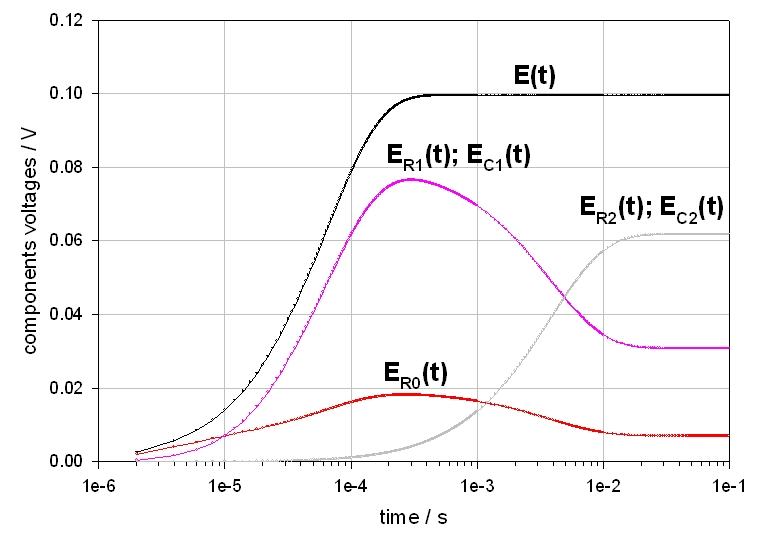 0.12
E(t)
0.10
E_R1(t); E_C1(t)
0.08
E_R2(t); E_C2(t)
0.06
0.04
E_R0(t)
0.02
0.00
components voltages / V
1e-6 1e-5 1e-4 1e-3 1e-2 1e-1
time / s